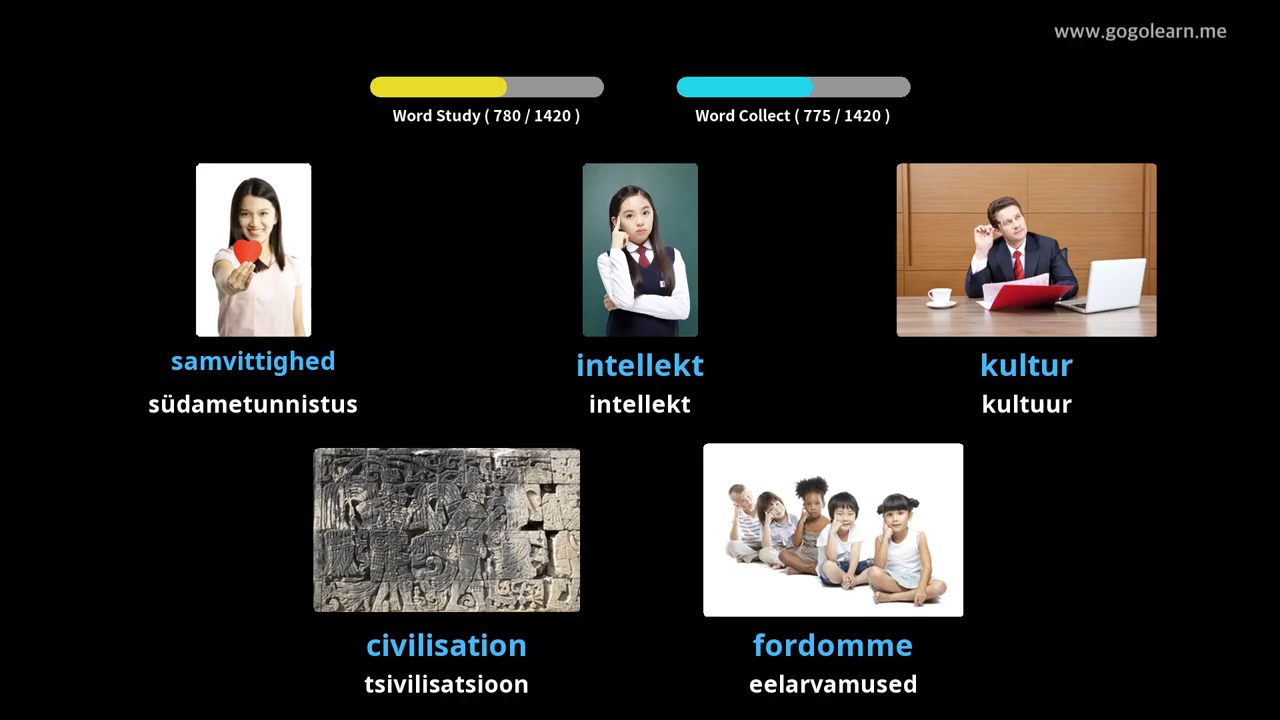 www.gogolearn.me
Word Study ( 780 / 1420 )
Word Collect ( 775 / 1420 )
samvittighed
südametunnistus
intellekt
intellekt
kultur
kultuur
civilisation
tsivilisatsioon
fordomme
eelarvamused